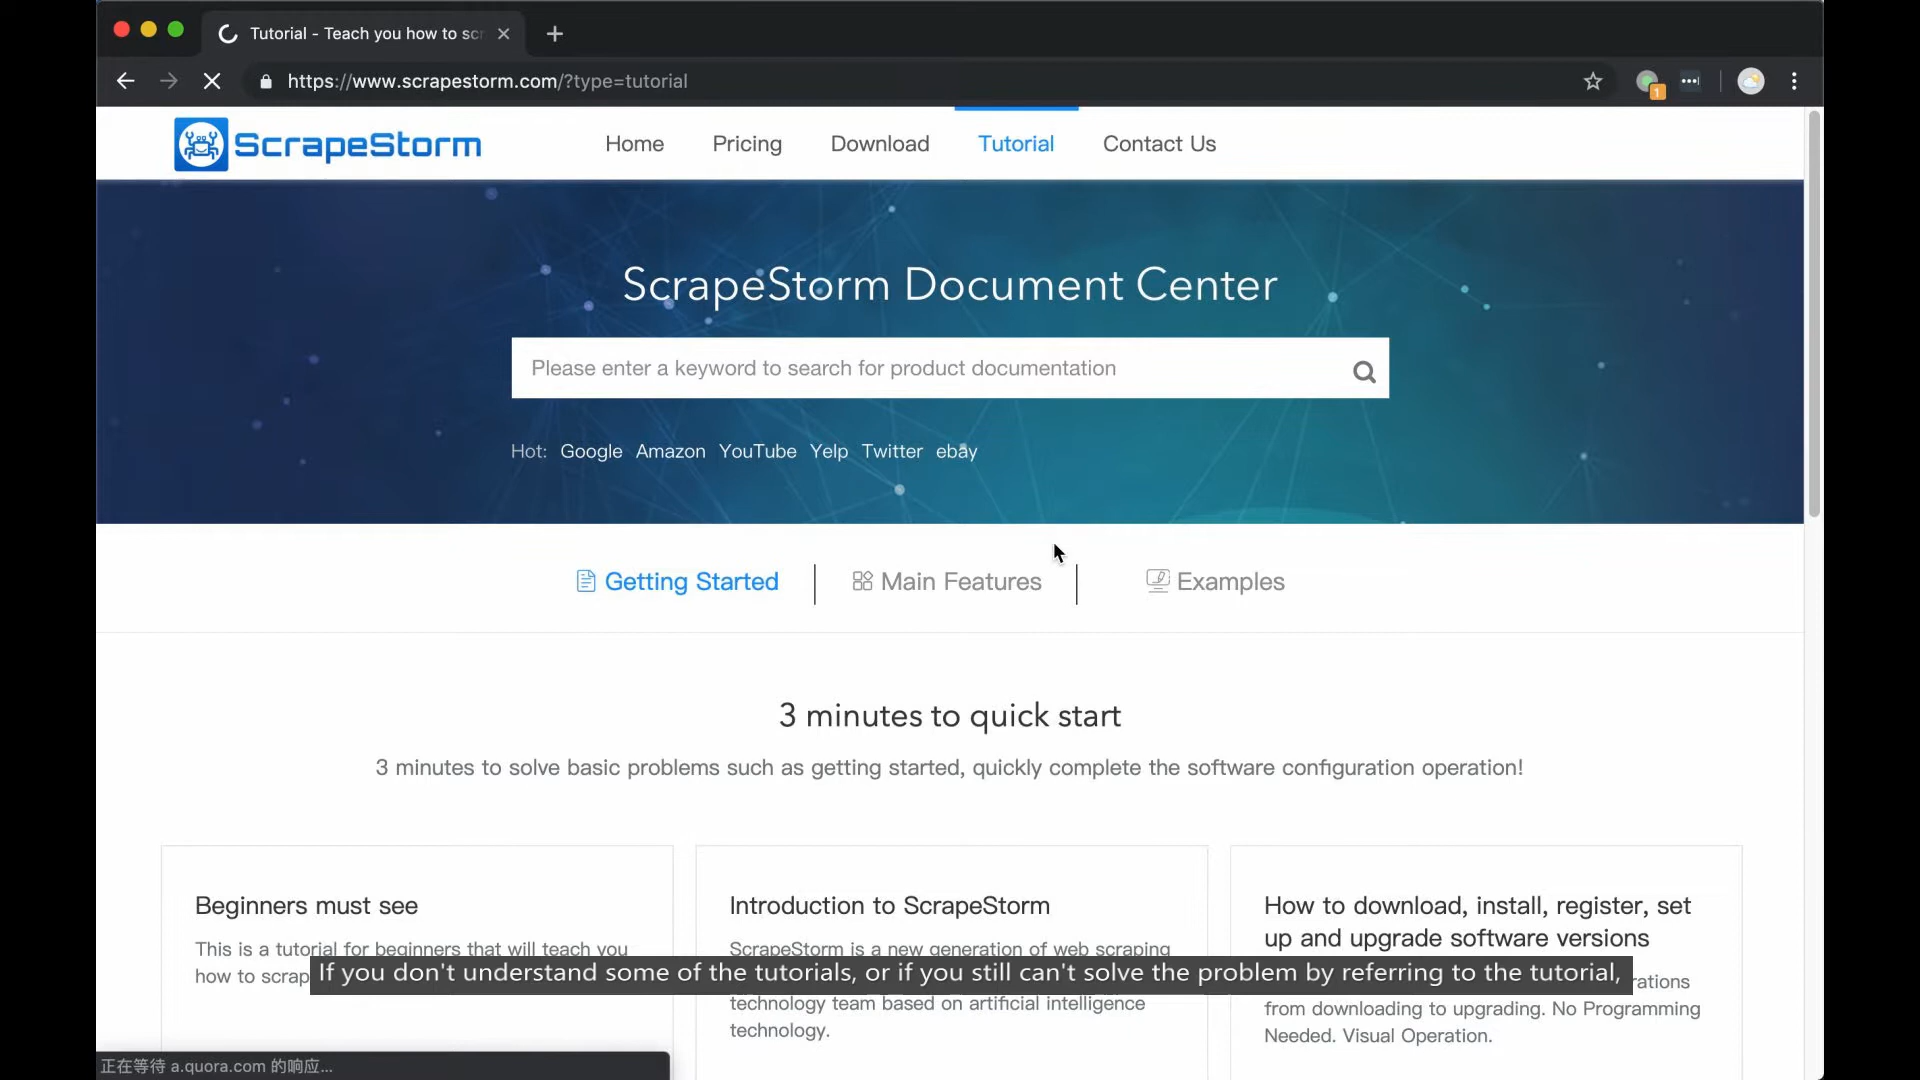 Tutorial - Teach you how to scr
https://www.scrapestorm.com/?type=tutorial
1
ScrapeStorm
Home Pricing Download Tutorial Contact Us
ScrapeStorm Document Center
Please enter a keyword to search for product documentation
Hot: Google Amazon YouTube Yelp Twitter ebay
Getting Started Main Features Examples
3 minutes to quick start
3 minutes to solve basic problems such as getting started, quickly complete the software configuration operation!
Beginners must see
This is a tutorial for beginners that will teach you
how to scrap
Introduction to ScrapeStorm
ScrapeStorm is a new generation of web scraping
technology team based on artificial intelligence
technology.
How to download, install, register, set
up and upgrade software versions
rations
from downloading to upgrading. No Programming
Needed. Visual Operation.
If you don't understand some of the tutorials, or if you still can't solve the problem by referring to the tutorial,
正在等待 a.quora.com 的响应...